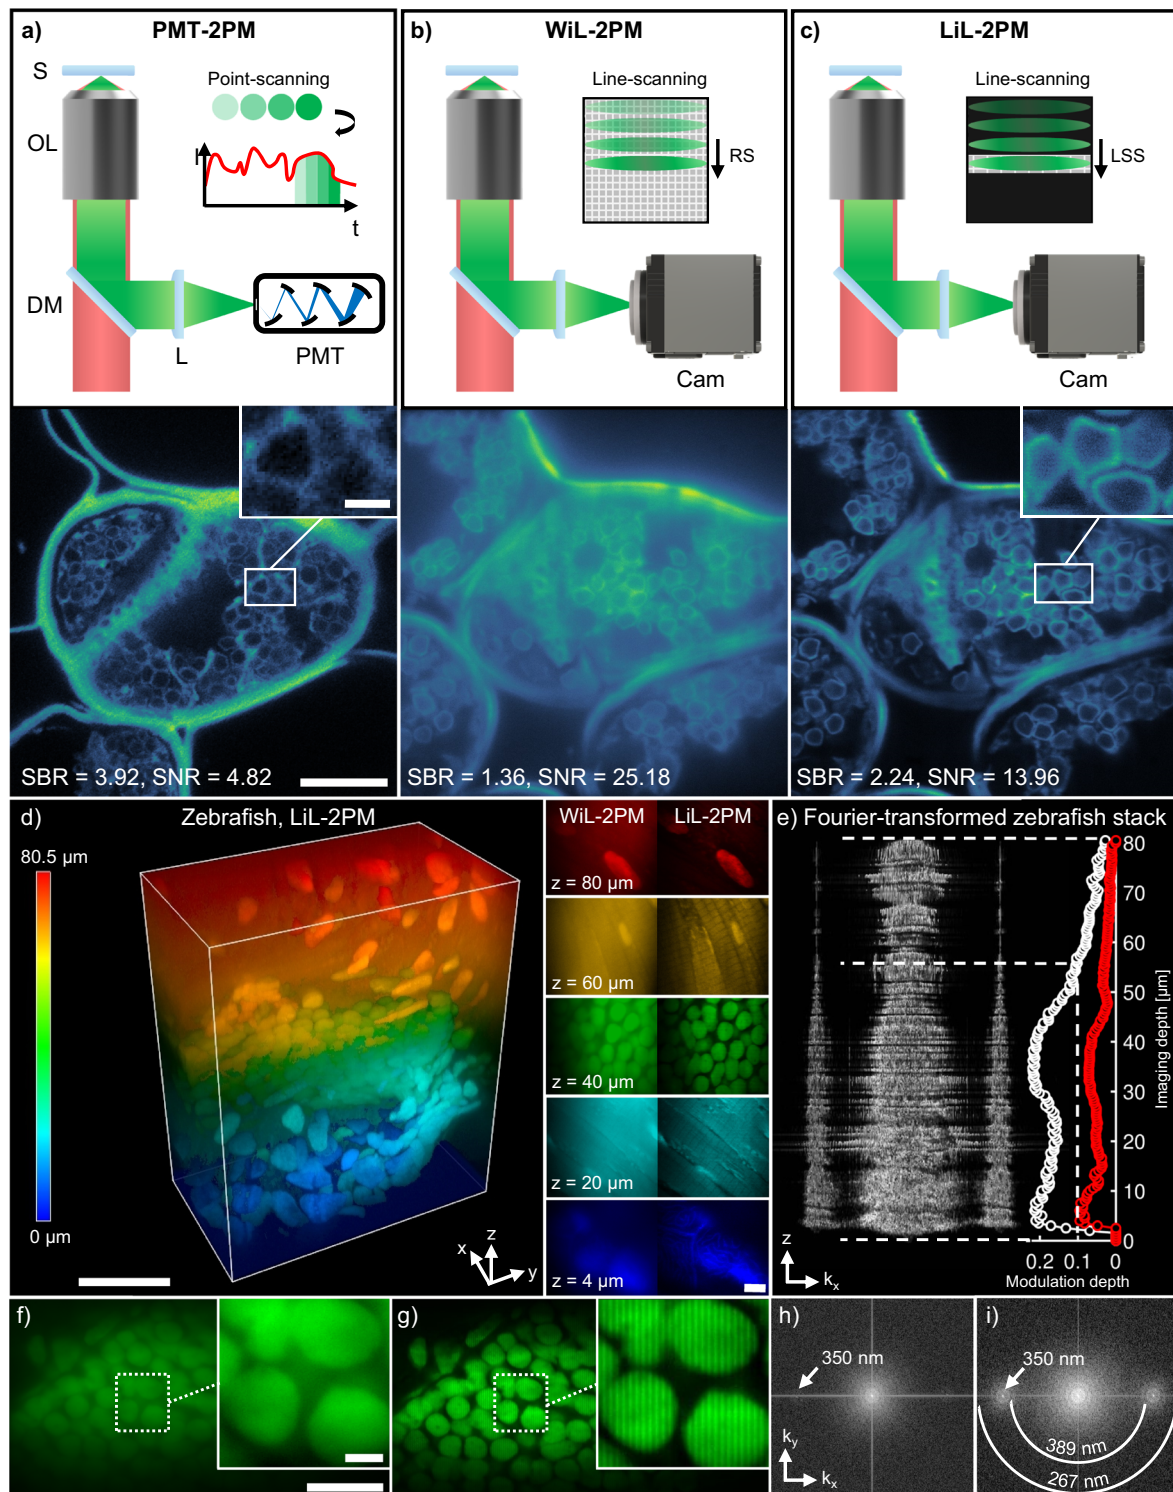 a) PMT-2PM
S
Point-scanning
OL
I
t
DM
L
PMT
SBR = 3.92, SNR = 4.82
b) WiL-2PM
Line-scanning
RS
Cam
SBR = 1.36, SNR = 25.18
c) LiL-2PM
Line-scanning
LSS
Cam
SBR = 2.24, SNR = 13.96
d) Zebrafish, LiL-2PM
80.5 µm
0 µm
x
z
y
WiL-2PM LiL-2PM
z = 80 µm
z = 60 µm
z = 40 µm
z = 20 µm
z = 4 µm
e) Fourier-transformed zebrafish stack
80
70
60
50
40
30
20
10
0
Imaging depth [µm]
0.2 0.1 0
Modulation depth
z
kx
f)
g)
h)
350 nm
ky
kx
i)
350 nm
389 nm
267 nm